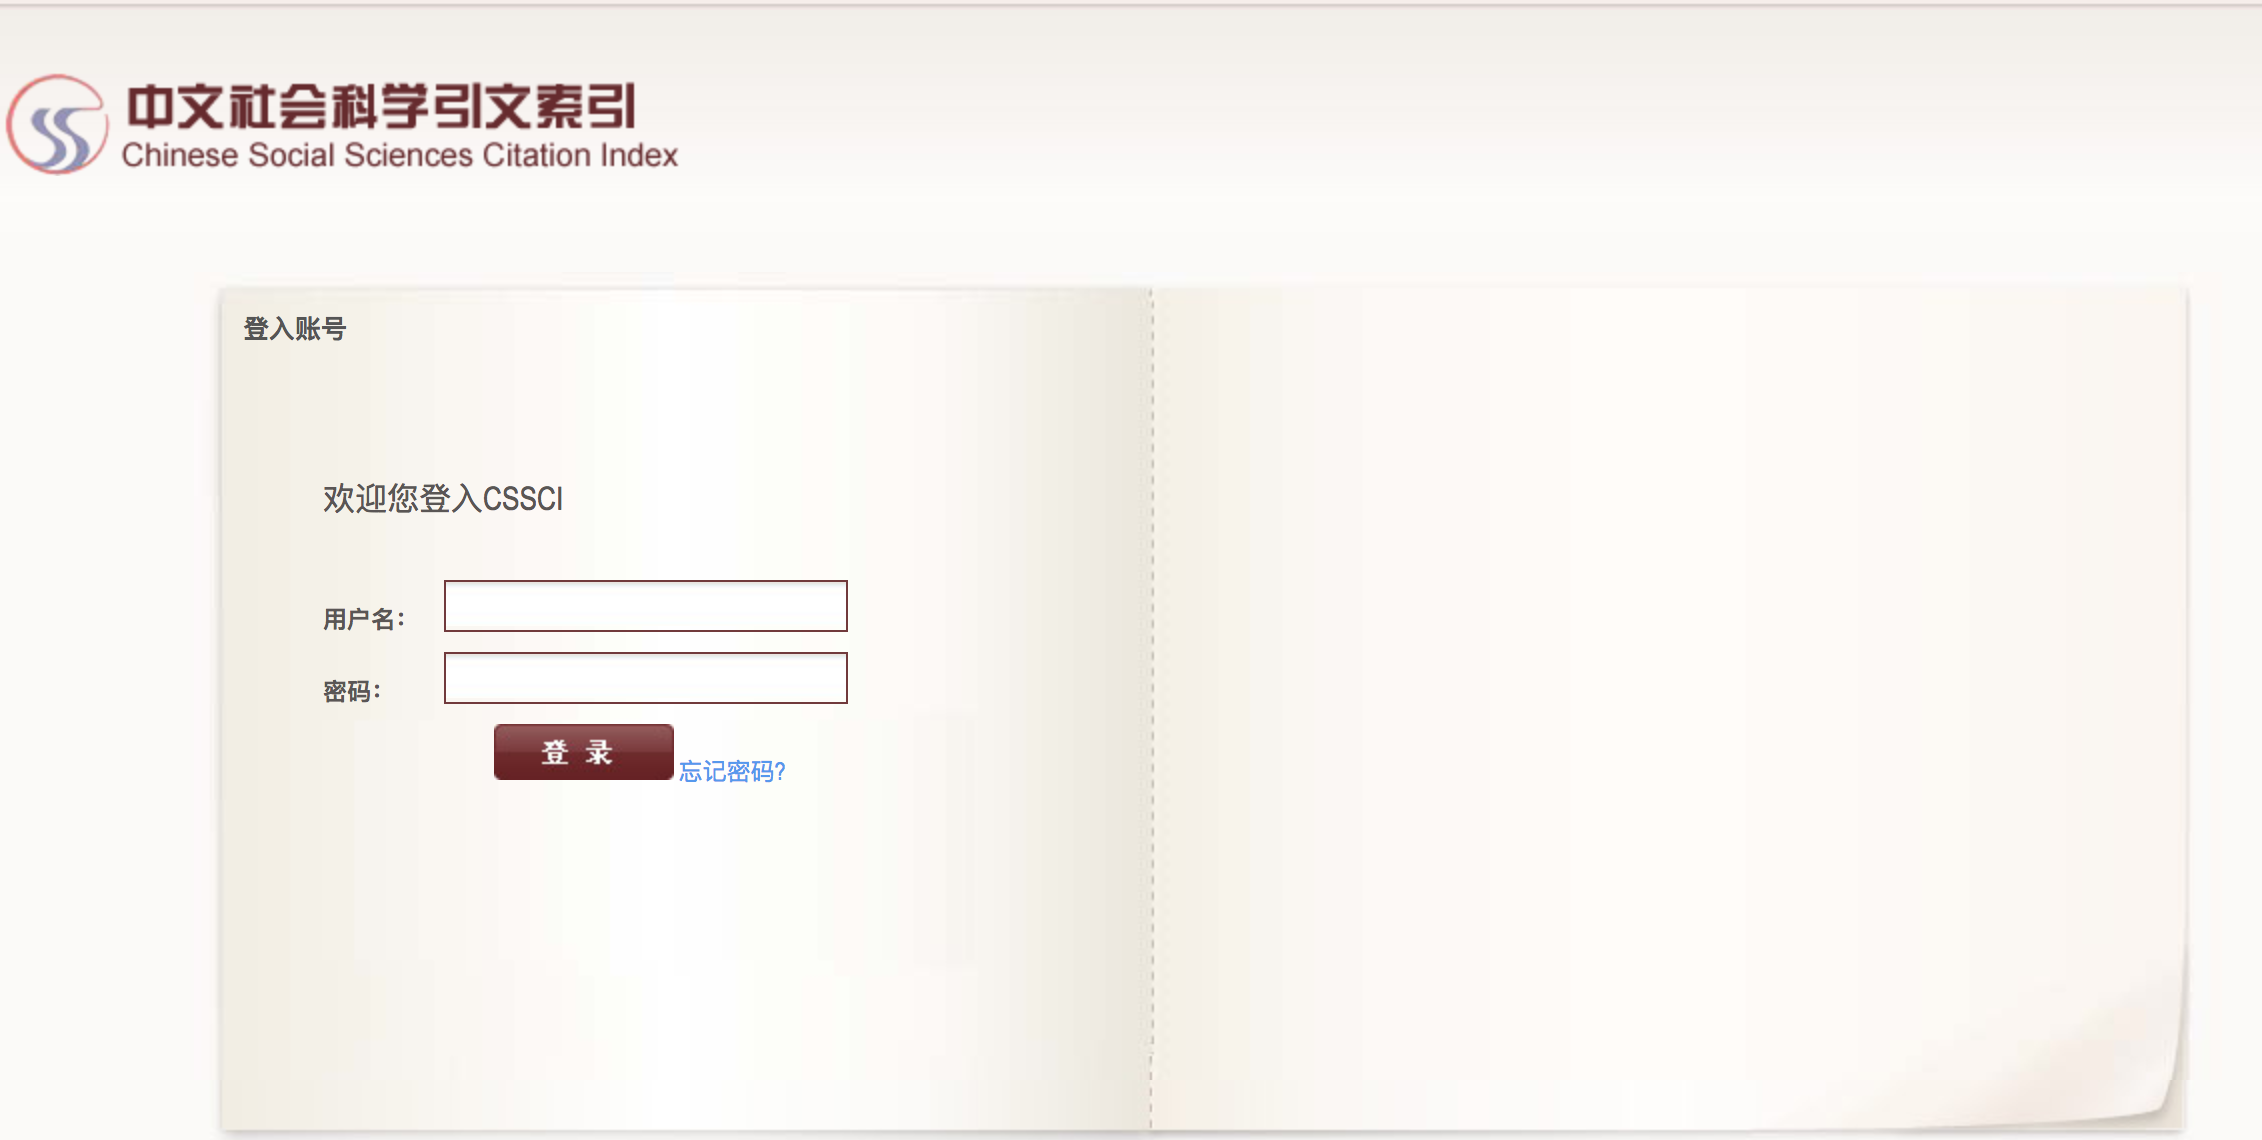 中文社会科学引文索引
Chinese Social Sciences Citation Index
登入账号
欢迎您登入CSSCI
用户名：
密码：
登 录 忘记密码?